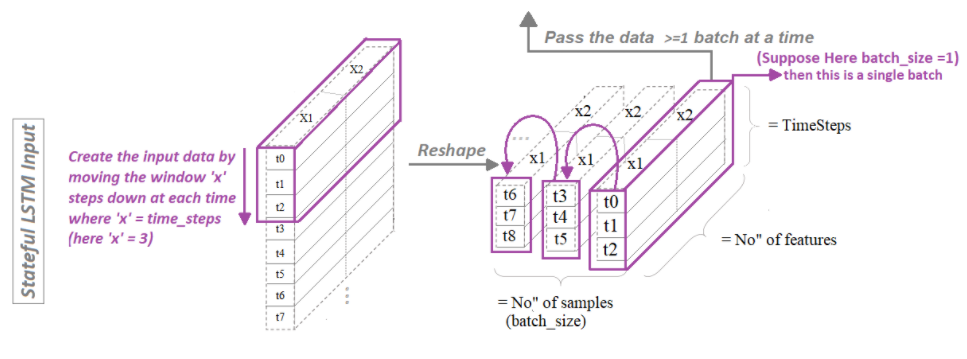 Stateful LSTM Input
Create the input data by
moving the window 'x'
steps down at each time
where 'x' = time_steps
(here 'x' = 3)
X2
X1
t0
t1
t2
t3
t4
t5
t6
t7
Reshape
Pass the data >=1 batch at a time
(Suppose Here batch_size =1)
then this is a single batch
x2
x2
x2
x1
x1
x1
t6
t7
t8
t3
t4
t5
t0
t1
t2
= TimeSteps
= No" of features
= No" of samples
(batch_size)